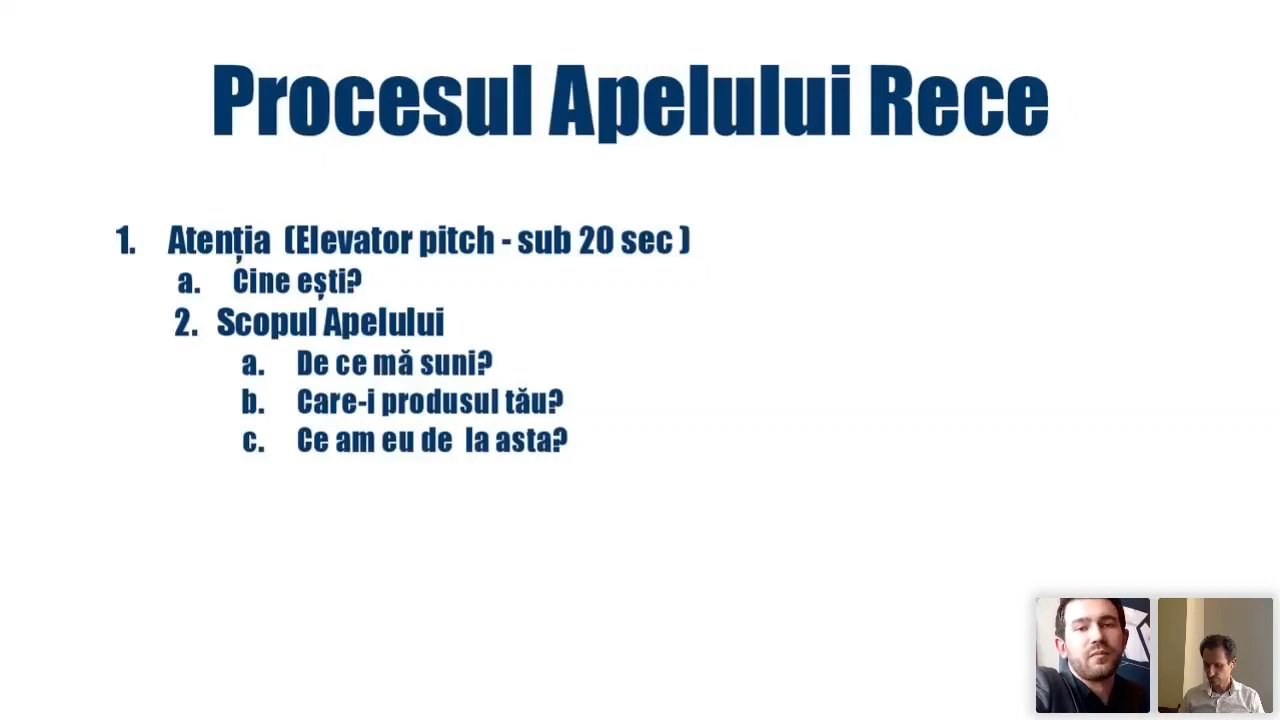 Procesul Apelului Rece
1. Atenția (Elevator pitch - sub 20 sec )
a. Cine ești?
2. Scopul Apelului
a. De ce mă suni?
b. Care-i produsul tău?
c. Ce am eu de la asta?